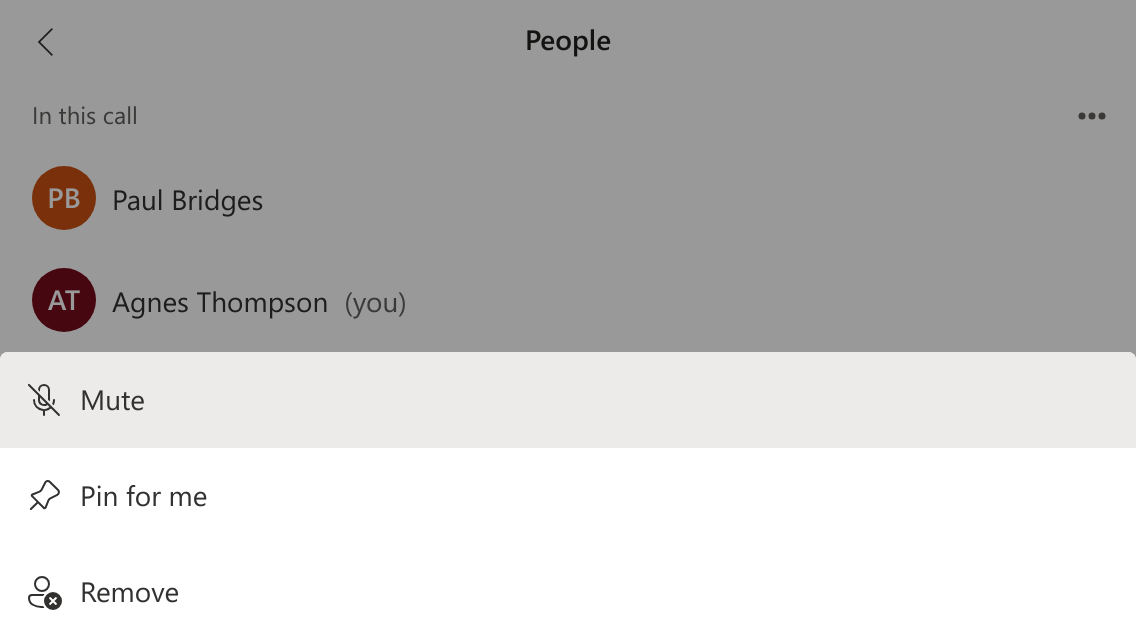 People
In this call
PB Paul Bridges
AT Agnes Thompson (you)
Mute
Pin for me
Remove